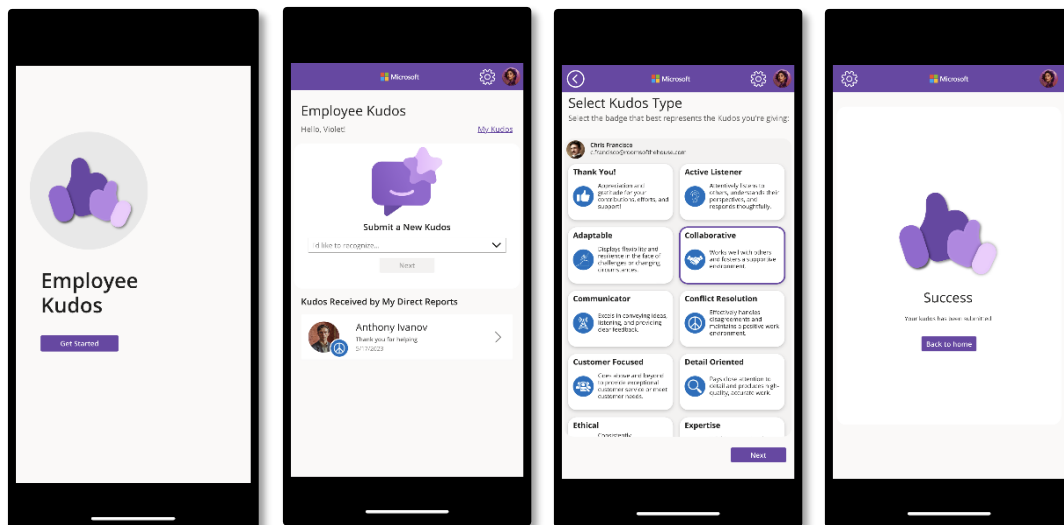 Employee
Kudos
Get Started
Microsoft
Employee Kudos
Hello, Violet!
My Kudos
Submit a New Kudos
I'd like to recognize...
Next
Kudos Received by My Direct Reports
Anthony Ivanov
Thank you for helping
5/17/2023
Microsoft
Select Kudos Type
Select the badge that best represents the Kudos you're giving:
Chris Francisco
c.francisco@roomsofthehouse.com
Thank You!
Appreciation and
gratitude for your
contributions, efforts, and
support!
Active Listener
Attentively listens to
others, understands their
perspectives, and
responds thoughtfully.
Adaptable
Displays flexibility and
resilience in the face of
challenges or changing
circumstances.
Collaborative
Works well with others
and fosters a supportive
environment.
Communicator
Excels in conveying ideas,
listening, and providing
clear feedback.
Conflict Resolution
Effectively handles
disagreements and
maintains a positive work
environment.
Customer Focused
Goes above and beyond
to provide exceptional
customer service or meet
customer needs.
Detail Oriented
Pays close attention to
detail and produces high-
quality, accurate work.
Ethical
Consistently
Expertise
Next
Microsoft
Success
Your kudos has been submitted
Back to home